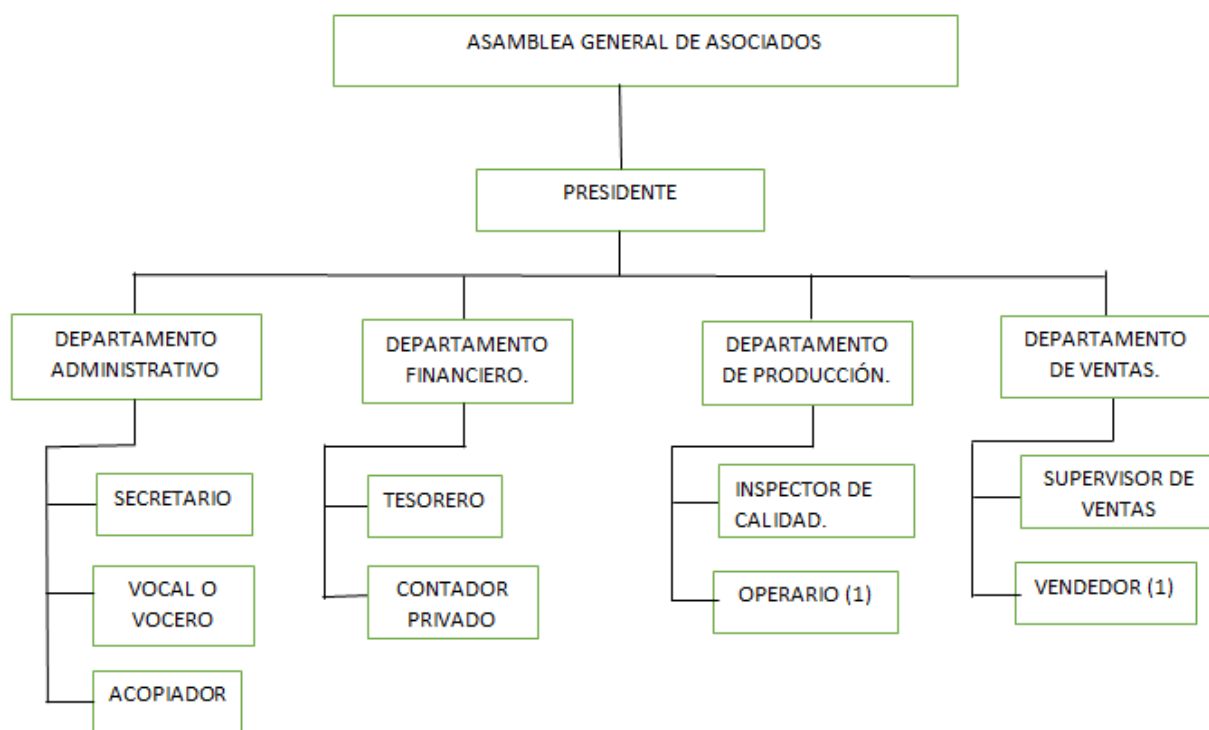 ASAMBLEA GENERAL DE ASOCIADOS
PRESIDENTE
DEPARTAMENTO
ADMINISTRATIVO
DEPARTAMENTO
FINANCIERO.
DEPARTAMENTO
DE PRODUCCIÓN.
DEPARTAMENTO
DE VENTAS.
SECRETARIO
VOCAL O
VOCERO
ACOPIADOR
TESORERO
CONTADOR
PRIVADO
INSPECTOR DE
CALIDAD.
OPERARIO (1)
SUPERVISOR DE
VENTAS
VENDEDOR (1)